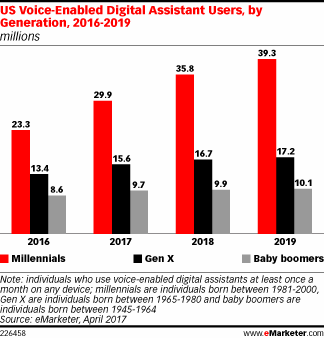 US Voice-Enabled Digital Assistant Users, by
Generation, 2016-2019
millions
23.3
13.4
8.6
29.9
15.6
9.7
35.8
16.7
9.9
39.3
17.2
10.1
2016
2017
2018
2019
Millennials
Gen X
Baby boomers
Note: individuals who use voice-enabled digital assistants at least once a
month on any device; millennials are individuals born between 1981-2000,
Gen X are individuals born between 1965-1980 and baby boomers are
individuals born between 1945-1964
Source: eMarketer, April 2017
226458
www.eMarketer.com